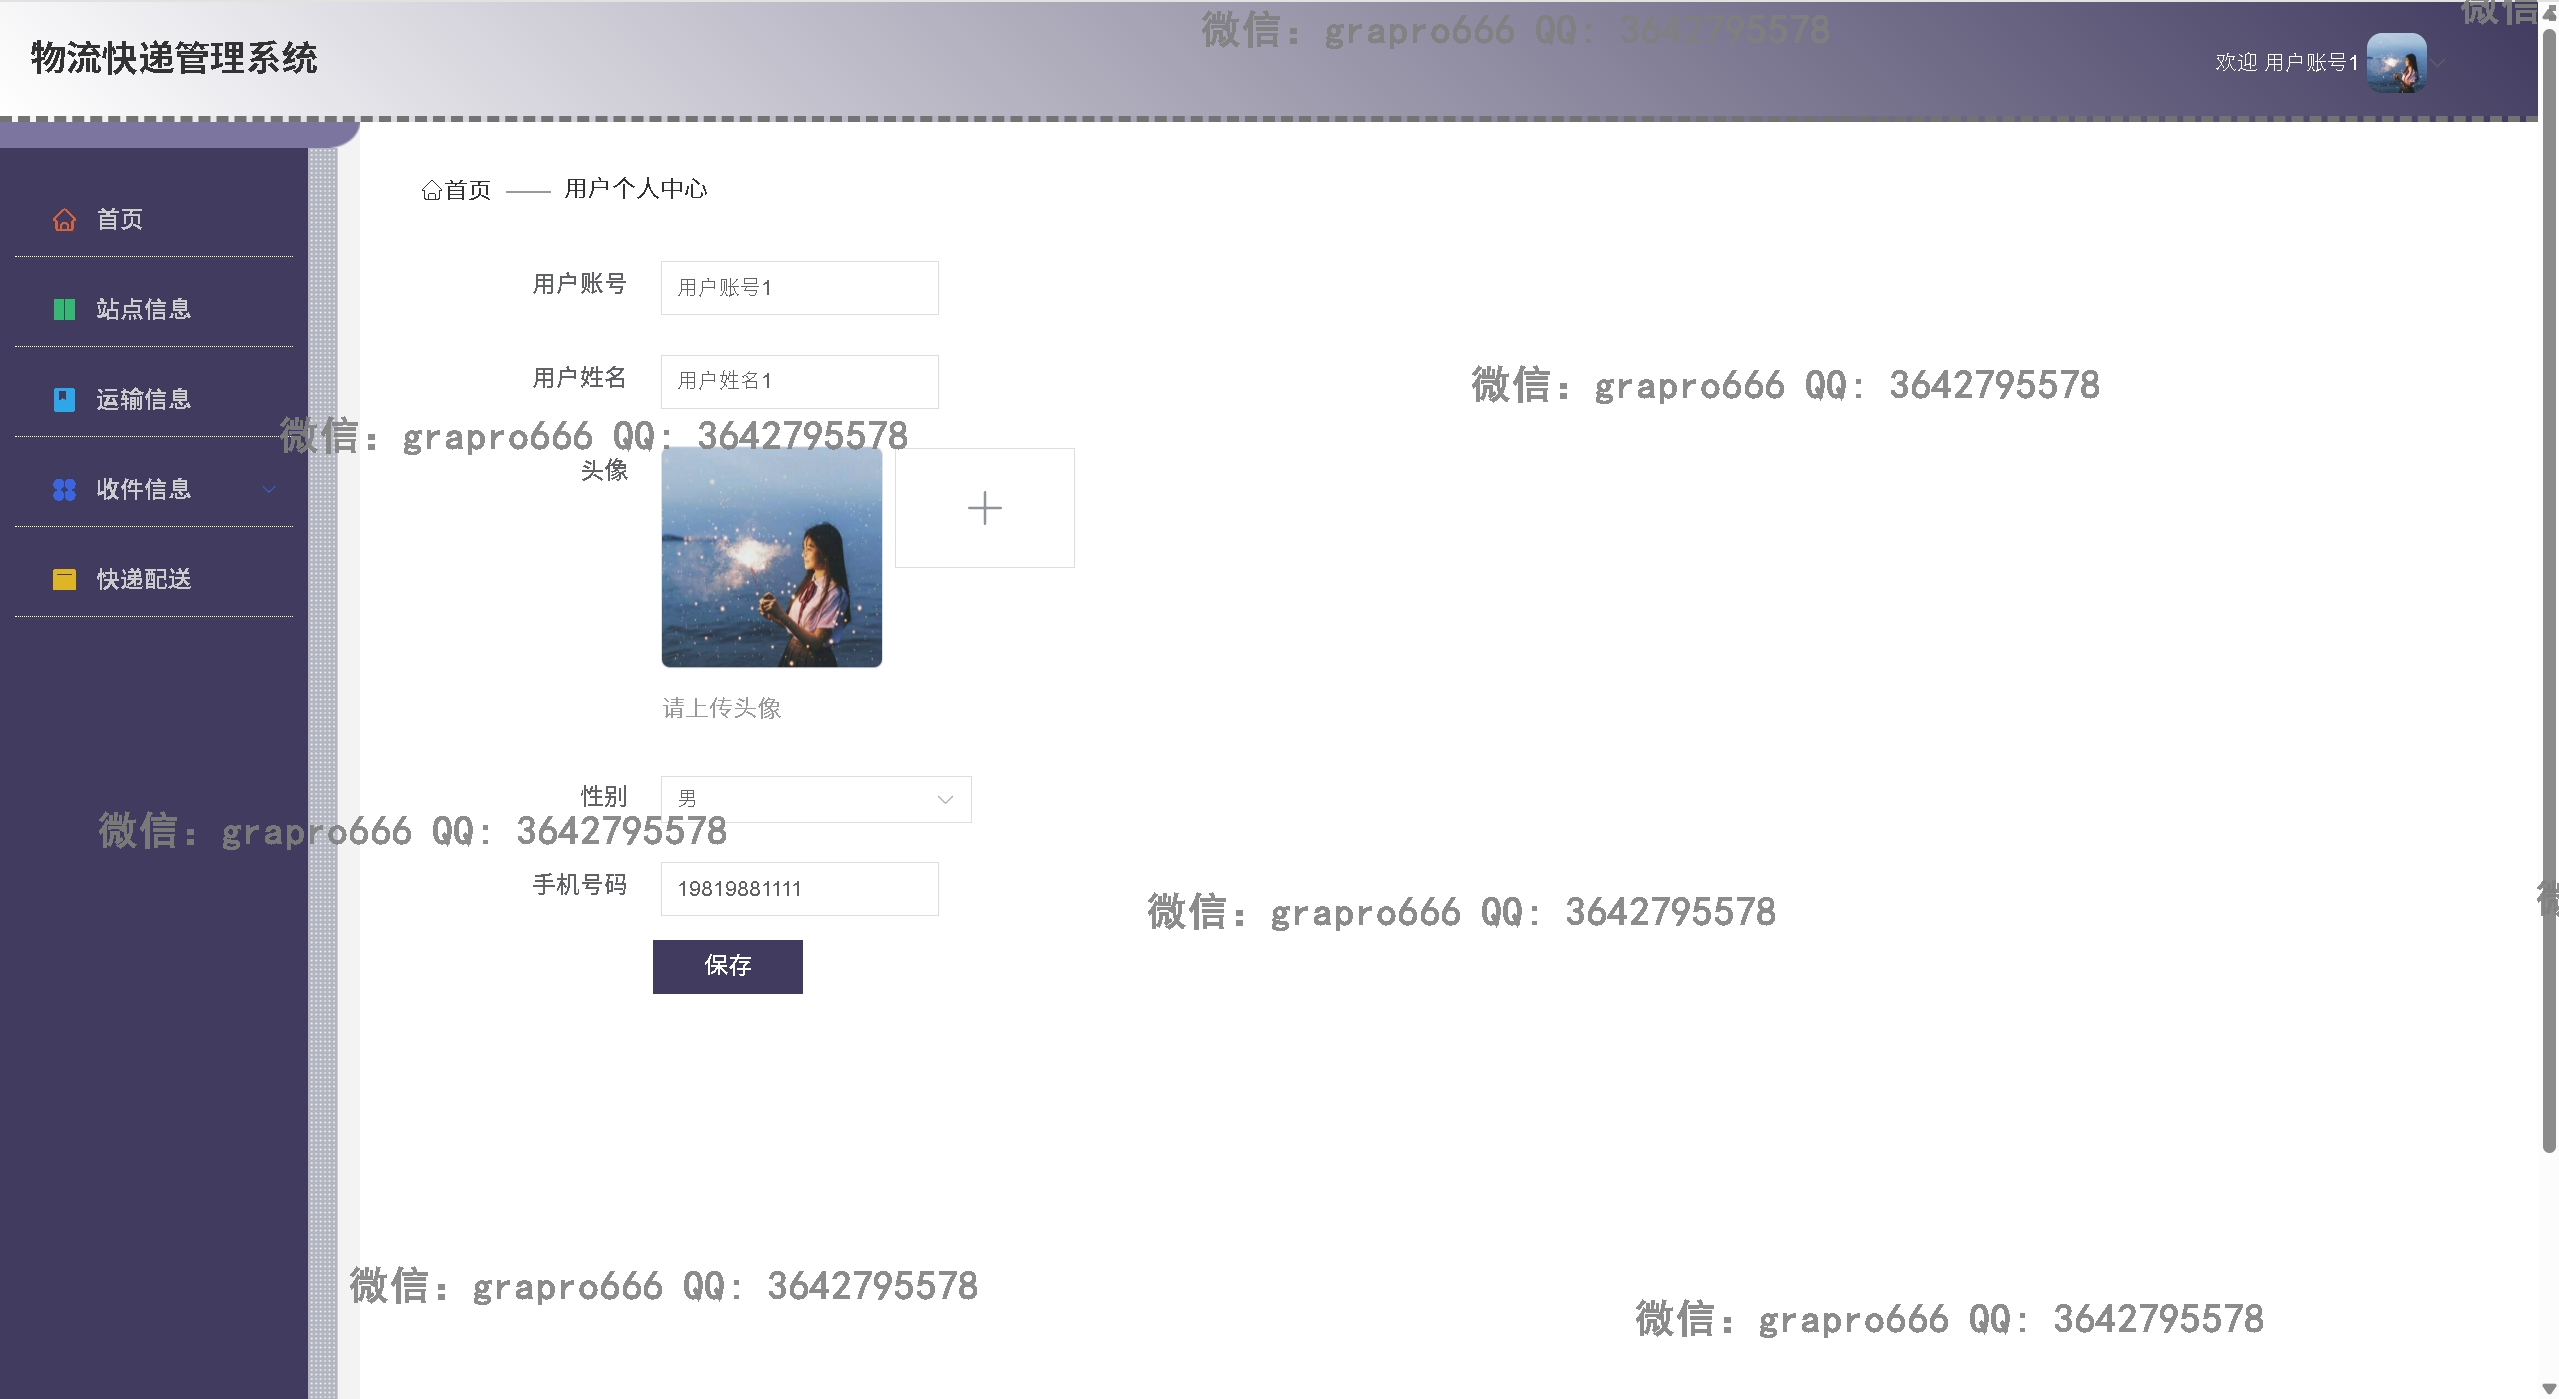 微信：grapro666 QQ: 3642795578
微信
物流快递管理系统
欢迎 用户账号1
首页 —— 用户个人中心
首页
站点信息
运输信息
收件信息
快递配送
用户账号 用户账号1
用户姓名 用户姓名1
微信：grapro666 QQ: 3642795578
微信：grapro666 QQ: 3642795578
头像
请上传头像
性别 男
微信：grapro666 QQ: 3642795578
手机号码 19819881111
微信：grapro666 QQ: 3642795578
微
保存
微信：grapro666 QQ: 3642795578
微信：grapro666 QQ: 3642795578